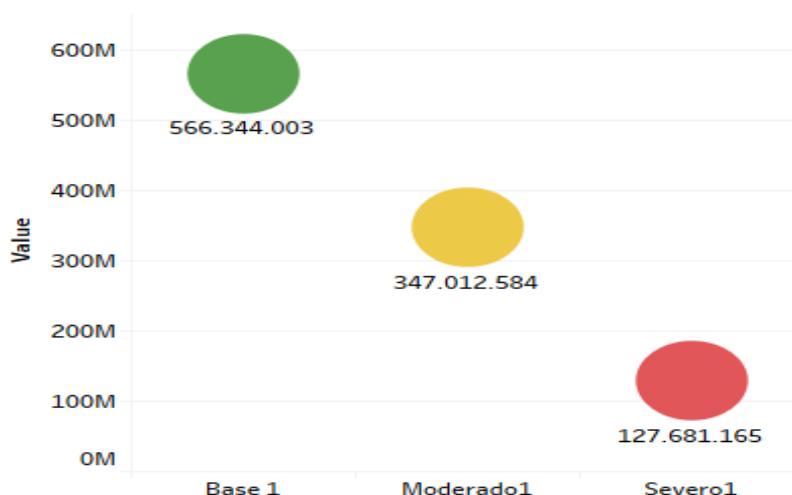 600M
566.344.003
500M
400M
Value
347.012.584
300M
200M
127.681.165
100M
0M
Base 1
Moderado1
Severo1